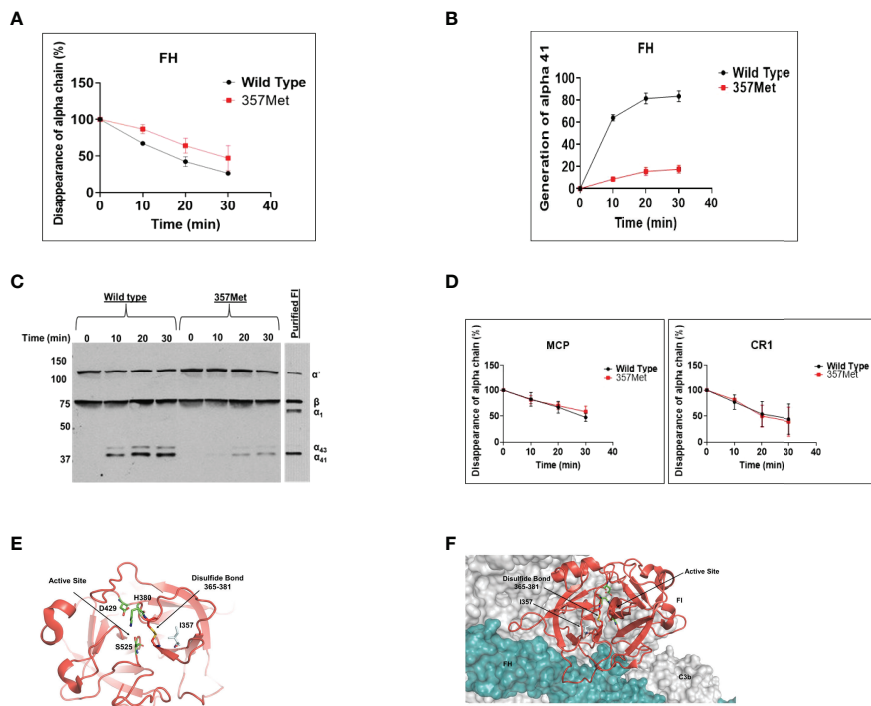 A
FH
Disappearance of alpha chain (%)
150
100
50
0
0 10 20 30 40
Time (min)
Wild Type
357Met
B
FH
Generation of alpha 41
100
80
60
40
20
0
0 10 20 30 40
Time (min)
Wild Type
357Met
C
Wild type 357Met Purified FI
Time (min) 0 10 20 30 0 10 20 30
150
100
75
50
37
α'
β
α1
α43
α41
D
MCP
Disappearance of alpha chain (%)
150
100
50
0
0 10 20 30 40
Time (min)
Wild Type
357Met
CR1
Disappearance of alpha chain (%)
150
100
50
0
0 10 20 30 40
Time (min)
Wild Type
357Met
E
Active Site
Disulfide Bond
365-381
D429
H380
I357
S525
F
Disulfide Bond
365-381
Active Site
I357
FI
FH
C3b